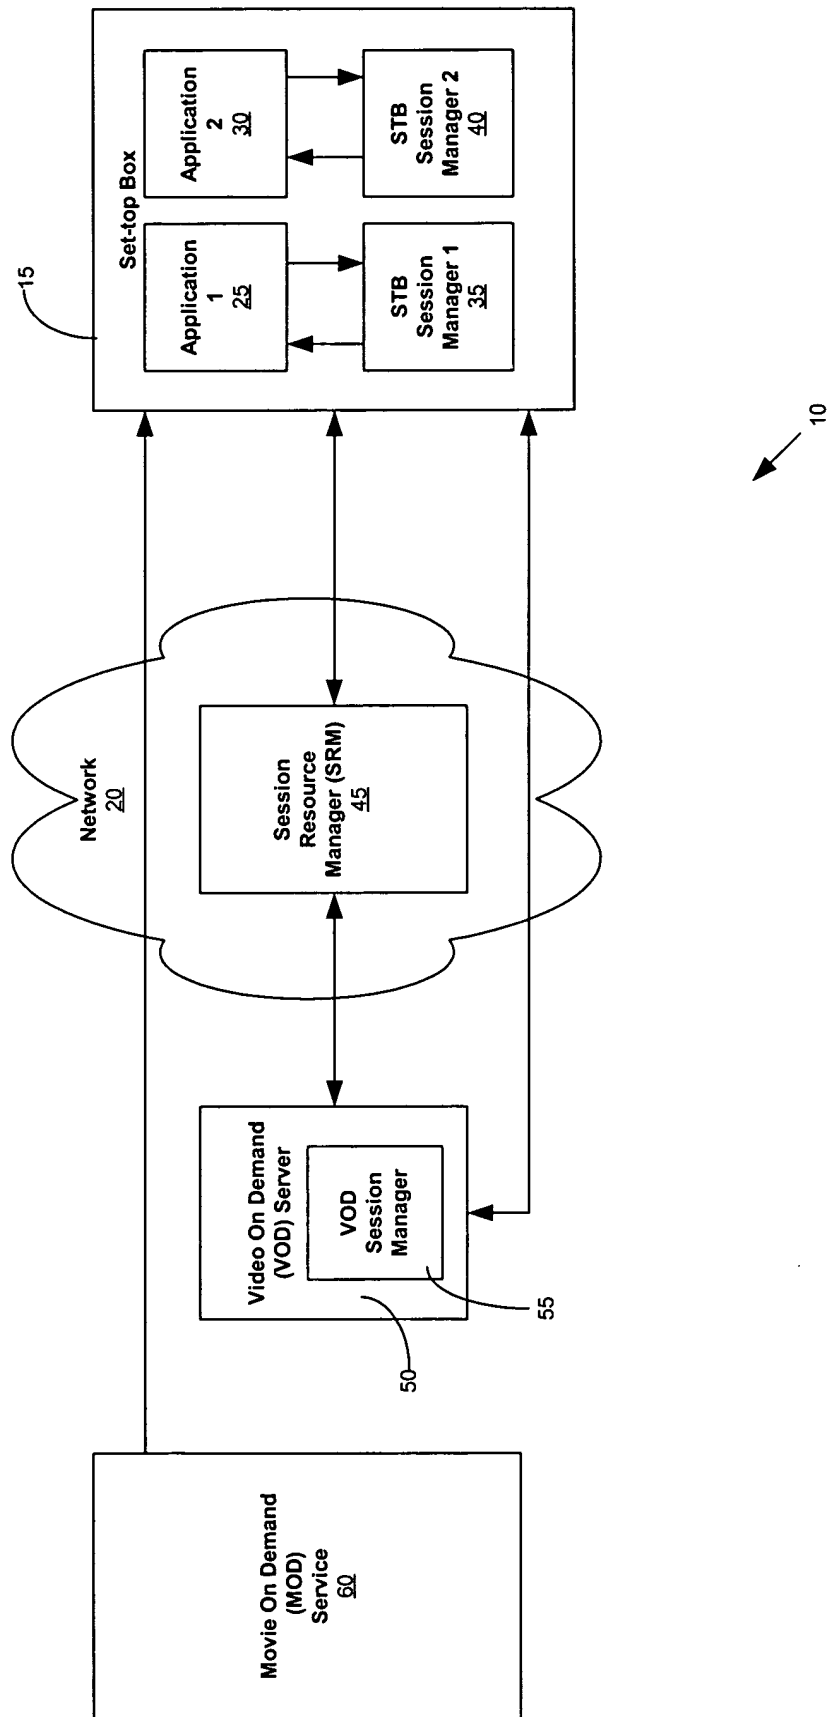 Movie On Demand
(MOD)
Service
60
Video On Demand
(VOD) Server
VOD
Session
Manager
50
55
Network
20
Session
Resource
Manager (SRM)
45
15
Set-top Box
Application
1
25
Application
2
30
STB
Session
Manager 1
35
STB
Session
Manager 2
40
10